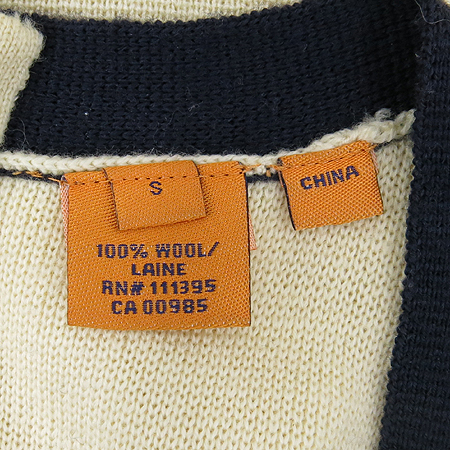 S
100% WOOL/
LAINE
RN# 111395
CA 00985
CHINA